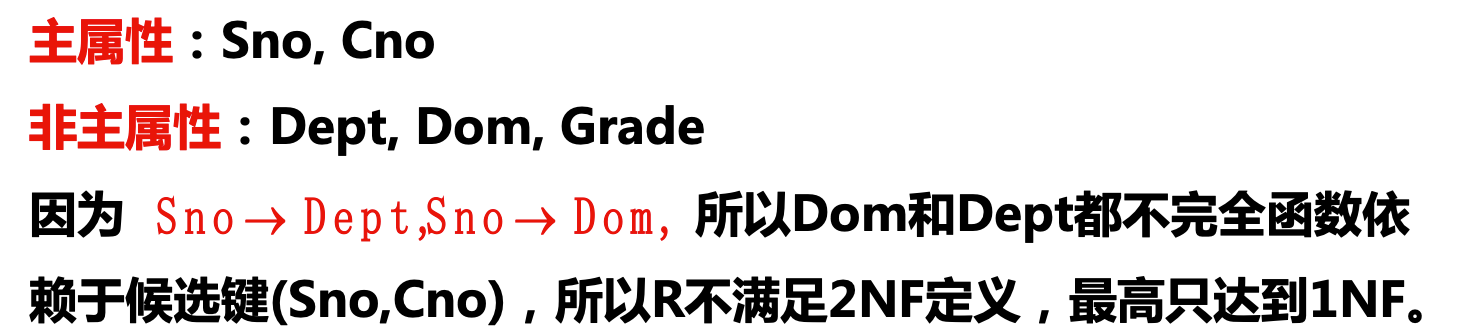 主属性：Sno, Cno
非主属性：Dept, Dom, Grade
因为 Sno→Dept,Sno→Dom, 所以Dom和Dept都不完全函数依
赖于候选键(Sno,Cno)，所以R不满足2NF定义，最高只达到1NF。